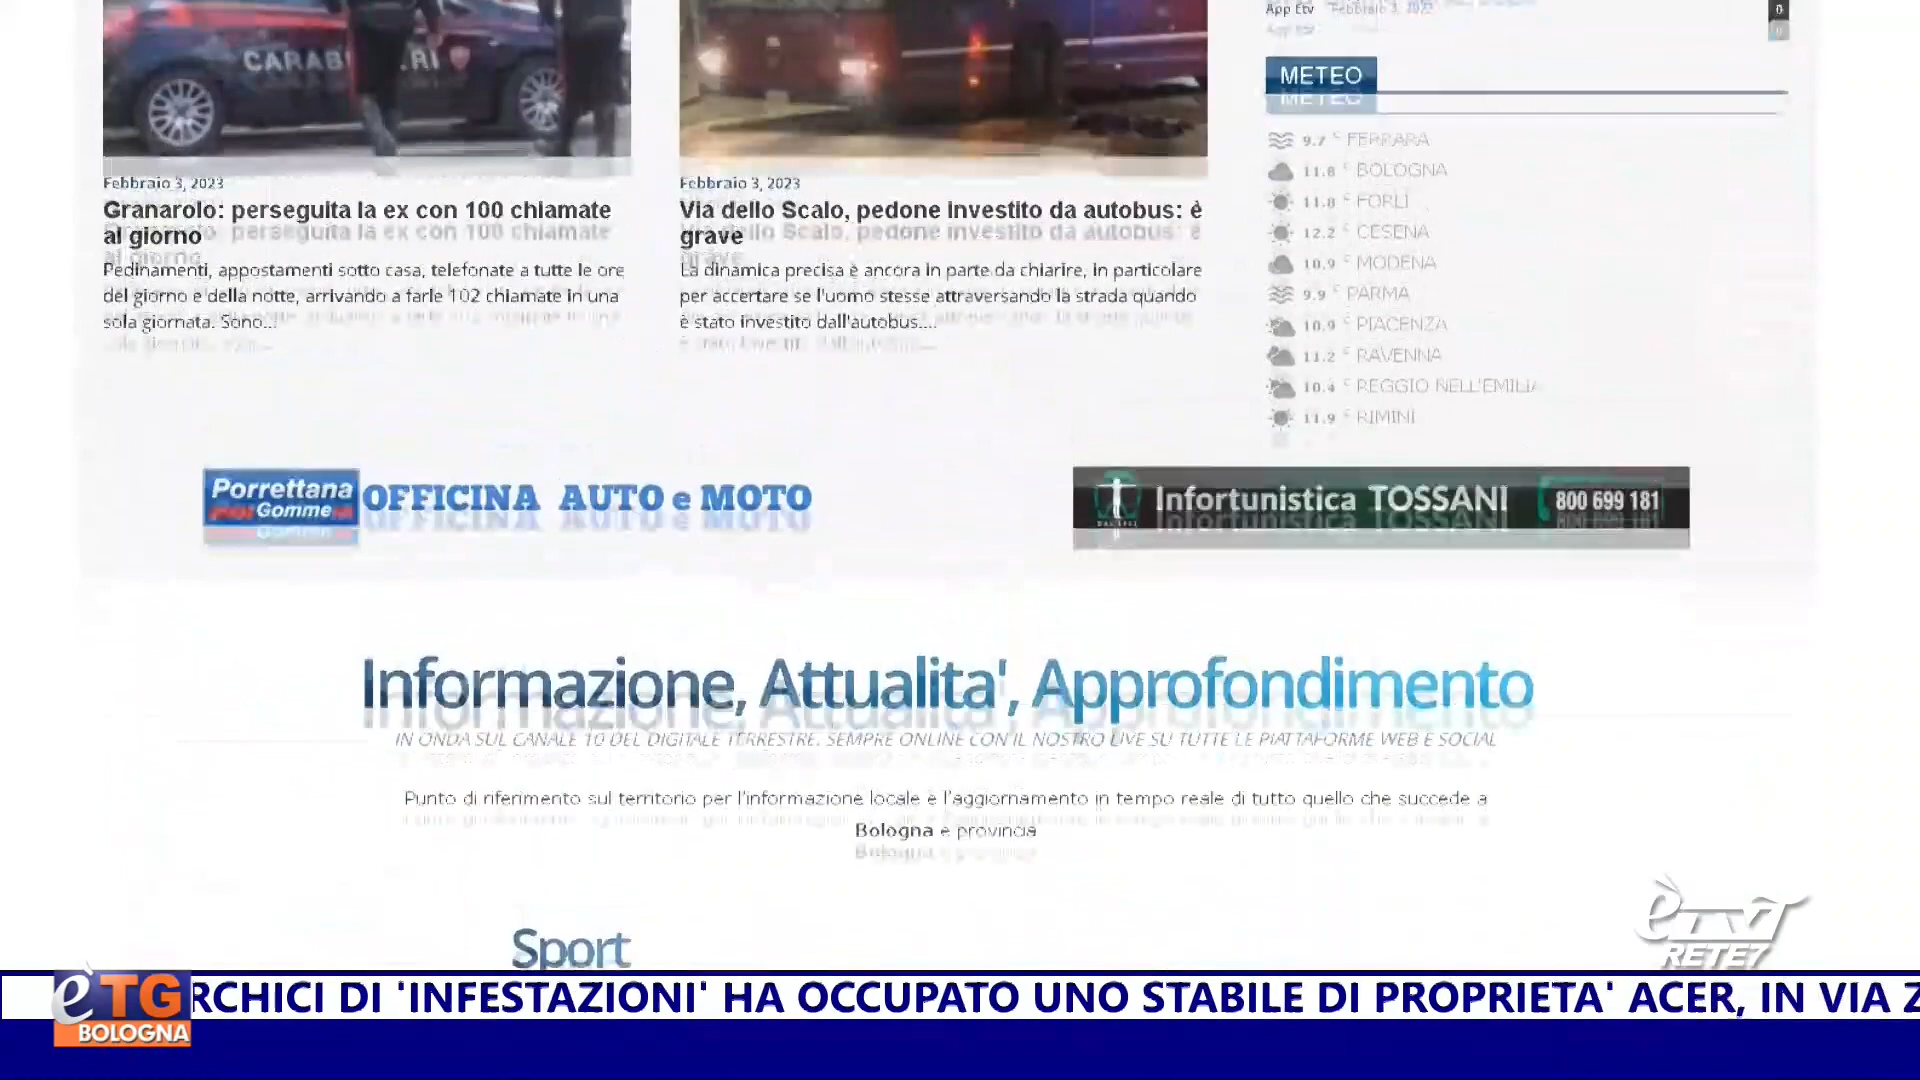 CARAB RI
Febbraio 3, 2023
Granarolo: perseguita la ex con 100 chiamate
al giorno
Pedinamenti, appostamenti sotto casa, telefonate a tutte le ore
del giorno e della notte, arrivando a farle 102 chiamate in una
sola giornata. Sono...
Febbraio 3, 2023
Via dello Scalo, pedone investito da autobus: è
grave
La dinamica precisa è ancora in parte da chiarire, in particolare
per accertare se l'uomo stesse attraversando la strada quando
è stato investito dall'autobus....
App Etv Febbraio 3, 2022
0
METEO
9.7 °C FERRARA
11.8 °C BOLOGNA
11.8 °C FORLÌ
12.2 °C CESENA
10.9 °C MODENA
9.9 °C PARMA
10.9 °C PIACENZA
11.2 °C RAVENNA
10.4 °C REGGIO NELL'EMILIA
11.9 °C RIMINI
Porrettana
Gomme
OFFICINA AUTO e MOTO
Infortunistica TOSSANI
800 699 181
Informazione, Attualita', Approfondimento
IN ONDA SUL CANALE 10 DEL DIGITALE TERRESTRE. SEMPRE ONLINE CON IL NOSTRO LIVE SU TUTTE LE PIATTAFORME WEB E SOCIAL
Punto di riferimento sul territorio per l'informazione locale e l'aggiornamento in tempo reale di tutto quello che succede a
Bologna e provincia
Sport
èTV
RETE7
è TG
BOLOGNA
RCHICI DI 'INFESTAZIONI' HA OCCUPATO UNO STABILE DI PROPRIETA' ACER, IN VIA Z